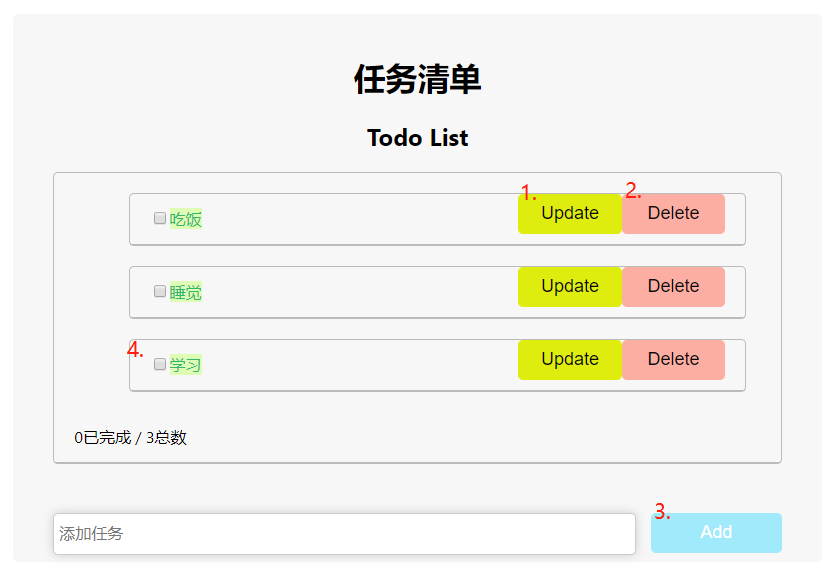 任务清单
Todo List
1. 2.
吃饭 Update Delete
睡觉 Update Delete
4.
学习 Update Delete
0已完成 / 3总数
3.
添加任务 Add